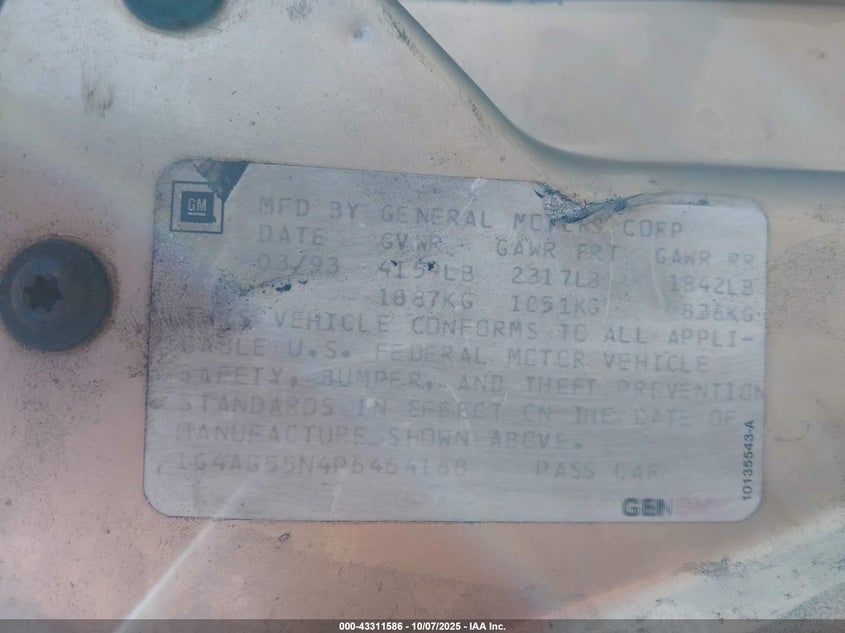 GM
MFD BY GENERAL MOTORS CORP
DATE GVWR GAWR FRT GAWR RR
03/93 4159LB 2317LB 1842LB
1887KG 1051KG 836KG
THIS VEHICLE CONFORMS TO ALL APPLI-
CABLE U.S. FEDERAL MOTOR VEHICLE
SAFETY, BUMPER, AND THEFT PREVENTION
STANDARDS IN EFFECT ON THE DATE OF
MANUFACTURE SHOWN ABOVE.
1G4AG55N4P6464168 PASS CAR
10135543-A
000-43311586 - 10/07/2025 - IAA Inc.